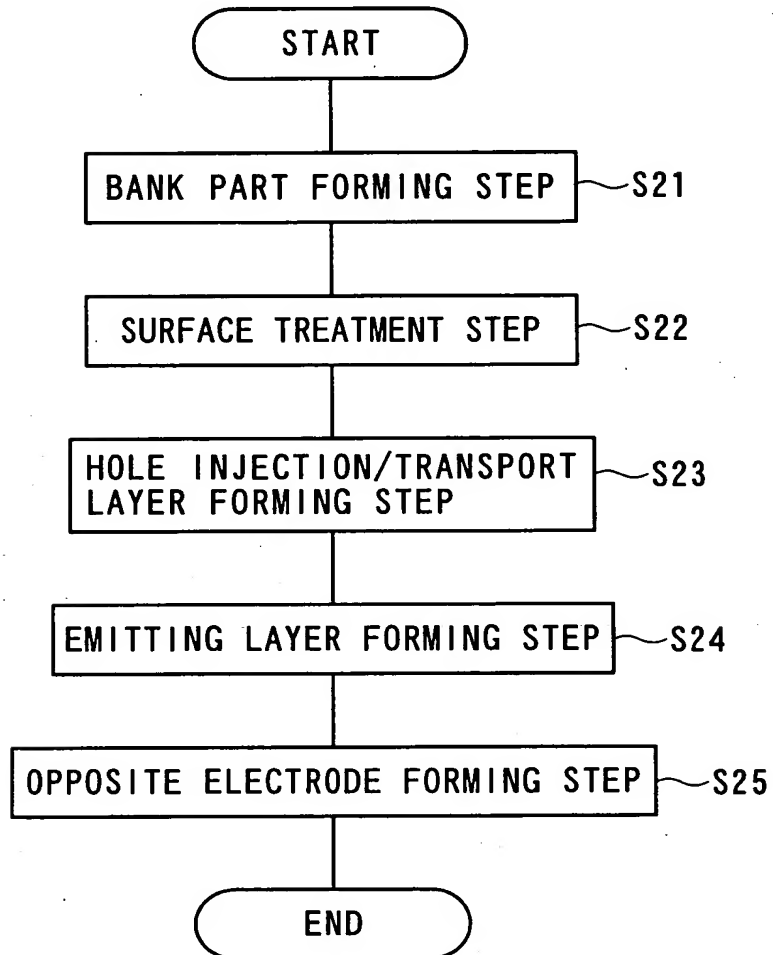 START
BANK PART FORMING STEP S21
SURFACE TREATMENT STEP S22
HOLE INJECTION/TRANSPORT
LAYER FORMING STEP S23
EMITTING LAYER FORMING STEP S24
OPPOSITE ELECTRODE FORMING STEP S25
END